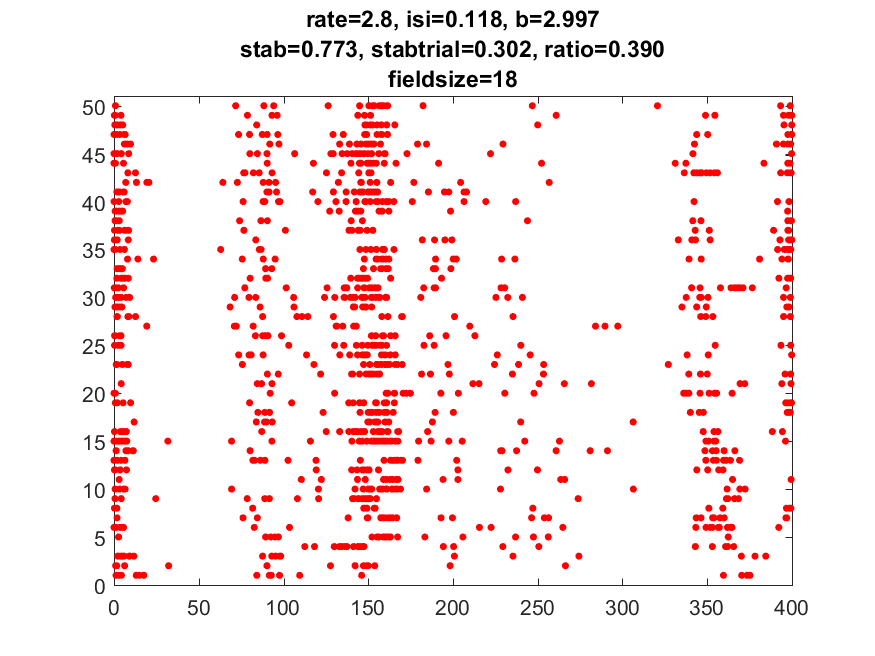 rate=2.8, isi=0.118, b=2.997
stab=0.773, stabtrial=0.302, ratio=0.390
fieldsize=18
50
45
40
35
30
25
20
15
10
5
0
0 50 100 150 200 250 300 350 400